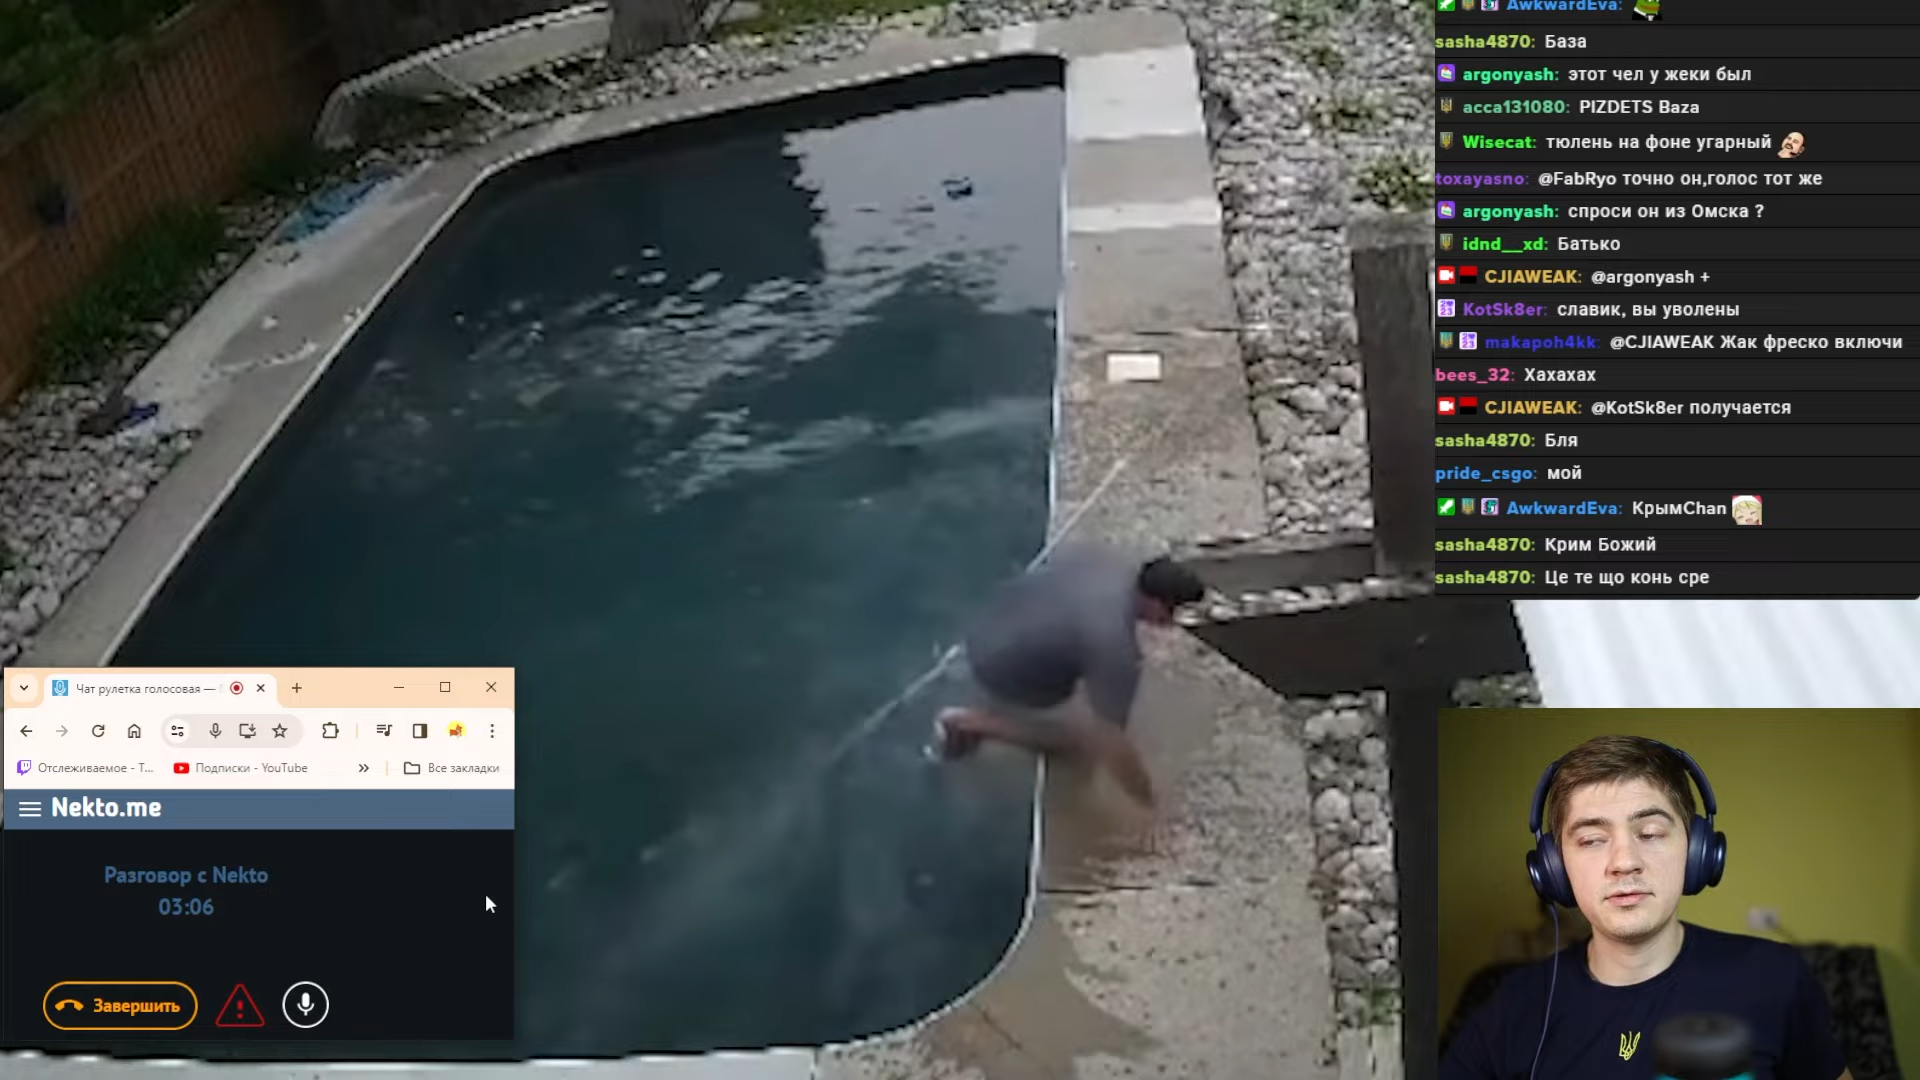 AwkwardEva:
sasha4870: База
argonyash: этот чел у жеки был
acca131080: PIZDETS Baza
Wisecat: тюлень на фоне угарный
toxayasno: @FabRyo точно он,голос тот же
argonyash: спроси он из Омска ?
idnd__xd: Батько
CJIAWEAK: @argonyash +
KotSk8er: славик, вы уволены
makapoh4kk: @CJIAWEAK Жак фреско включи
bees_32: Хахахах
CJIAWEAK: @KotSk8er получается
sasha4870: Бля
pride_csgo: мой
AwkwardEva: КрымChan
sasha4870: Крим Божий
sasha4870: Це те що конь сре
Чат рулетка голосовая —
Отслеживаемое - Т...
Подписки - YouTube
»
Все закладки
Nekto.me
Разговор с Nekto
03:06
Завершить